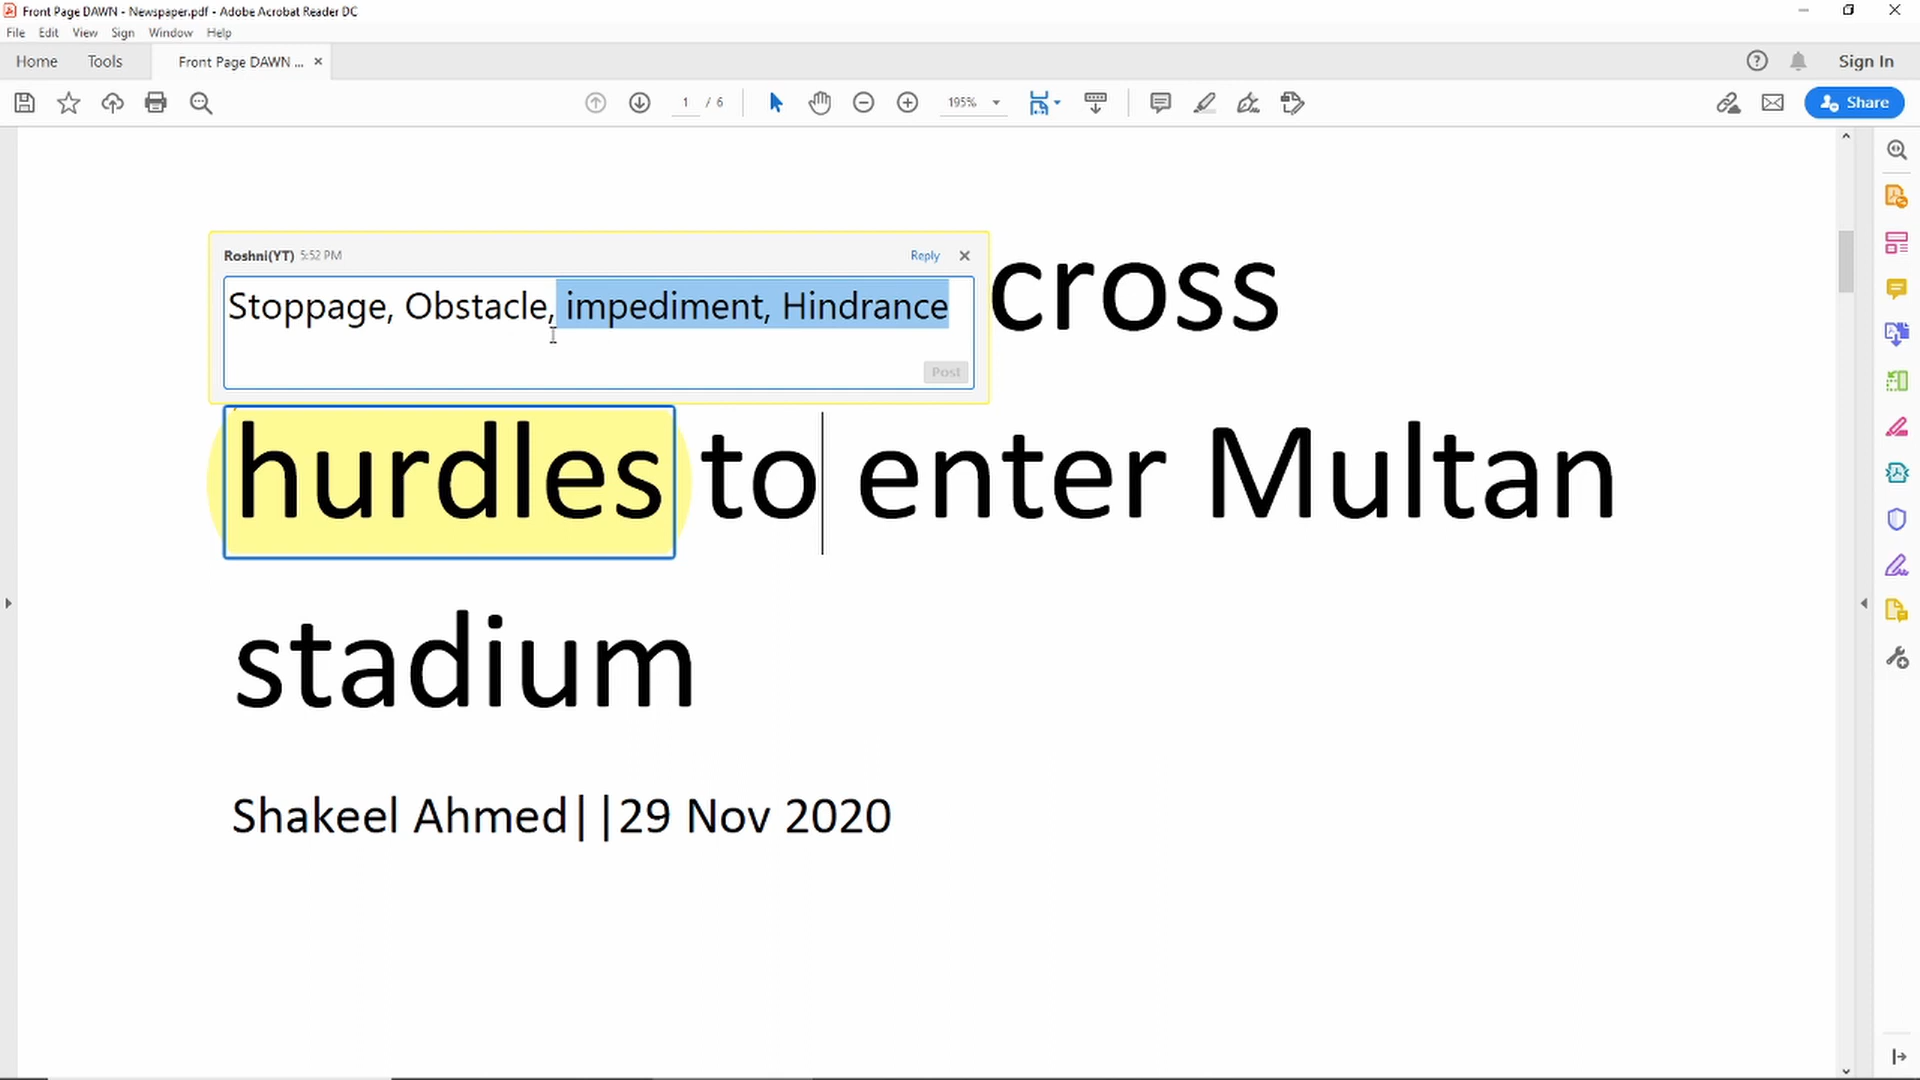 Front Page DAWN - Newspaper.pdf - Adobe Acrobat Reader DC
File Edit View Sign Window Help
Home Tools Front Page DAWN ... × Sign In
1 / 6 195% Share
Roshni(YT) 5:52 PM Reply
cross
Stoppage, Obstacle, impediment, Hindrance
Post
hurdles to enter Multan
stadium
Shakeel Ahmed||29 Nov 2020